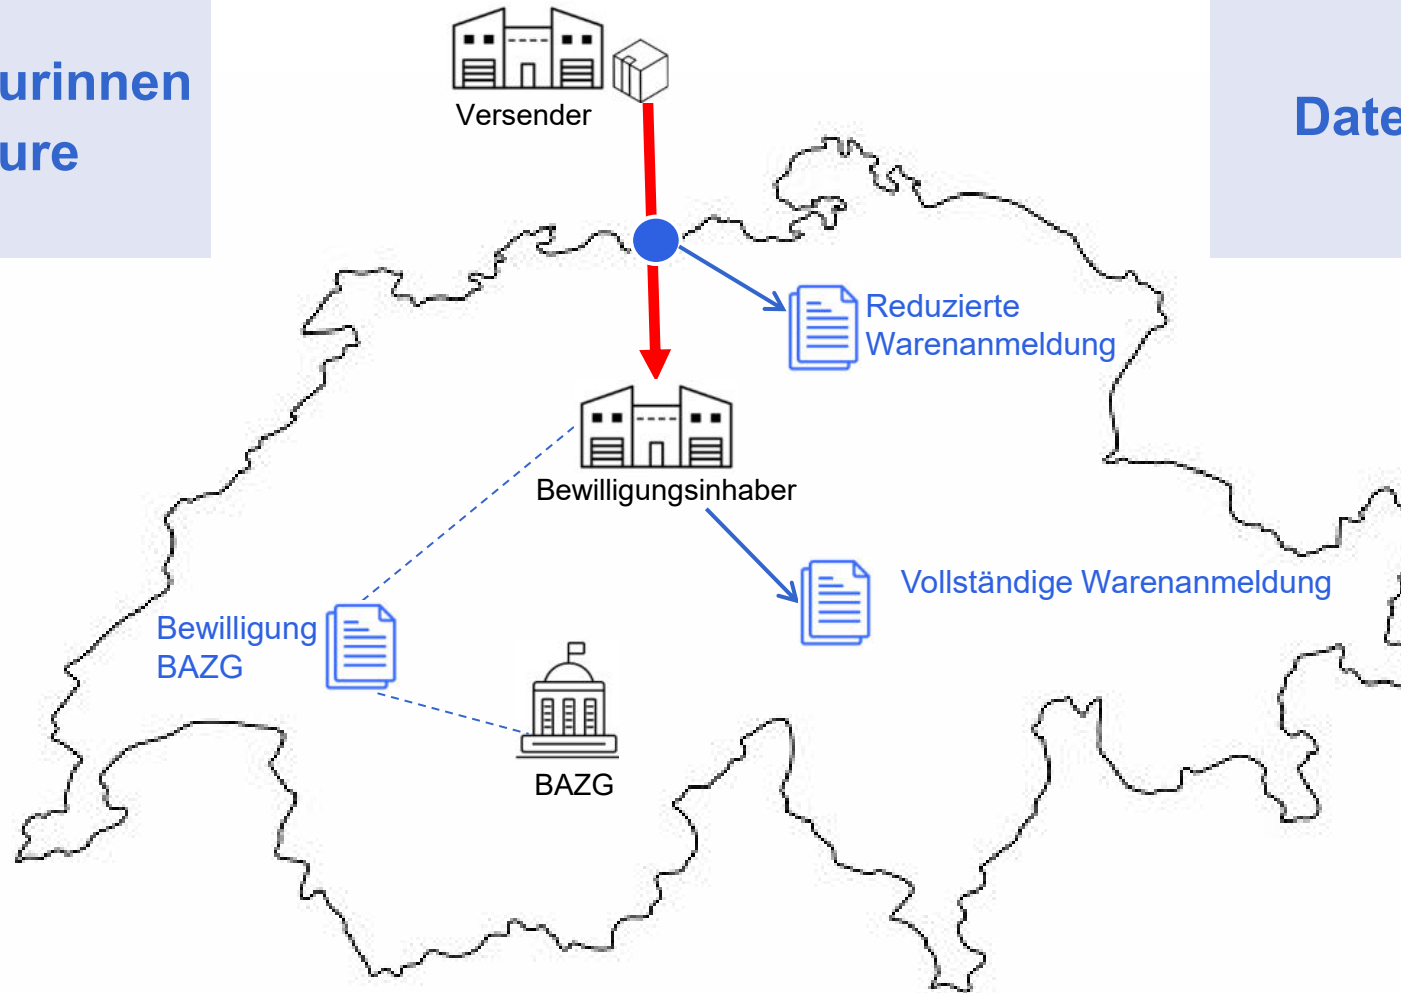 urinnen
ure
Date
Versender
Reduzierte
Warenanmeldung
Bewilligungsinhaber
Vollständige Warenanmeldung
Bewilligung
BAZG
BAZG